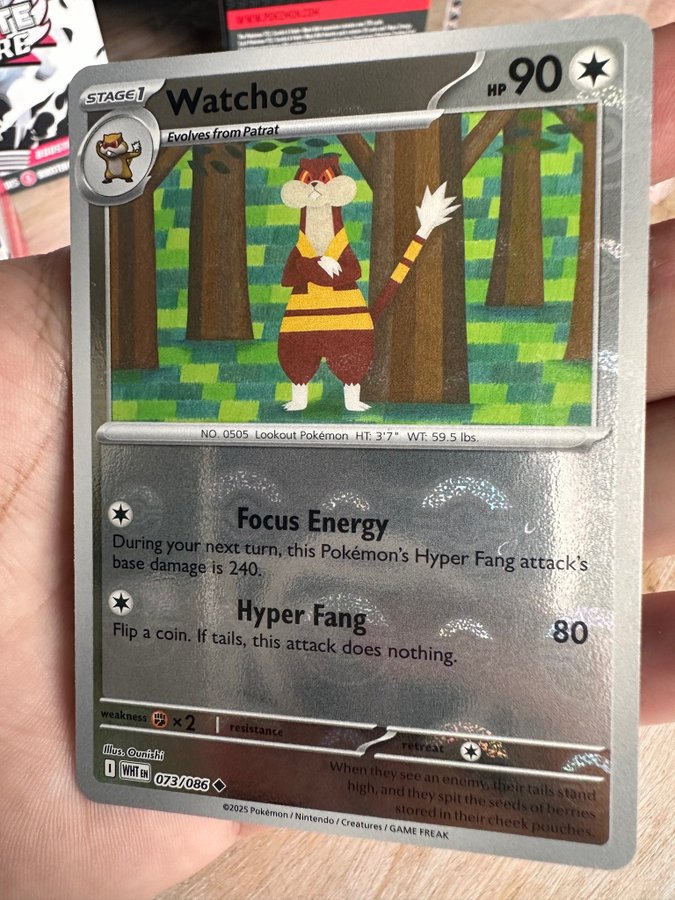 WWW.POKEMON.COM
STAGE1
Watchog
HP 90
Evolves from Patrat
NO. 0505 Lookout Pokémon HT: 3'7" WT: 59.5 lbs.
Focus Energy
During your next turn, this Pokémon's Hyper Fang attack's
base damage is 240.
Hyper Fang 80
Flip a coin. If tails, this attack does nothing.
weakness ×2 resistance retreat
Illus. Ounishi
I WHT EN 073/086
When they see an enemy, their tails stand
high, and they spit the seeds of berries
stored in their cheek pouches.
©2025 Pokémon / Nintendo / Creatures / GAME FREAK